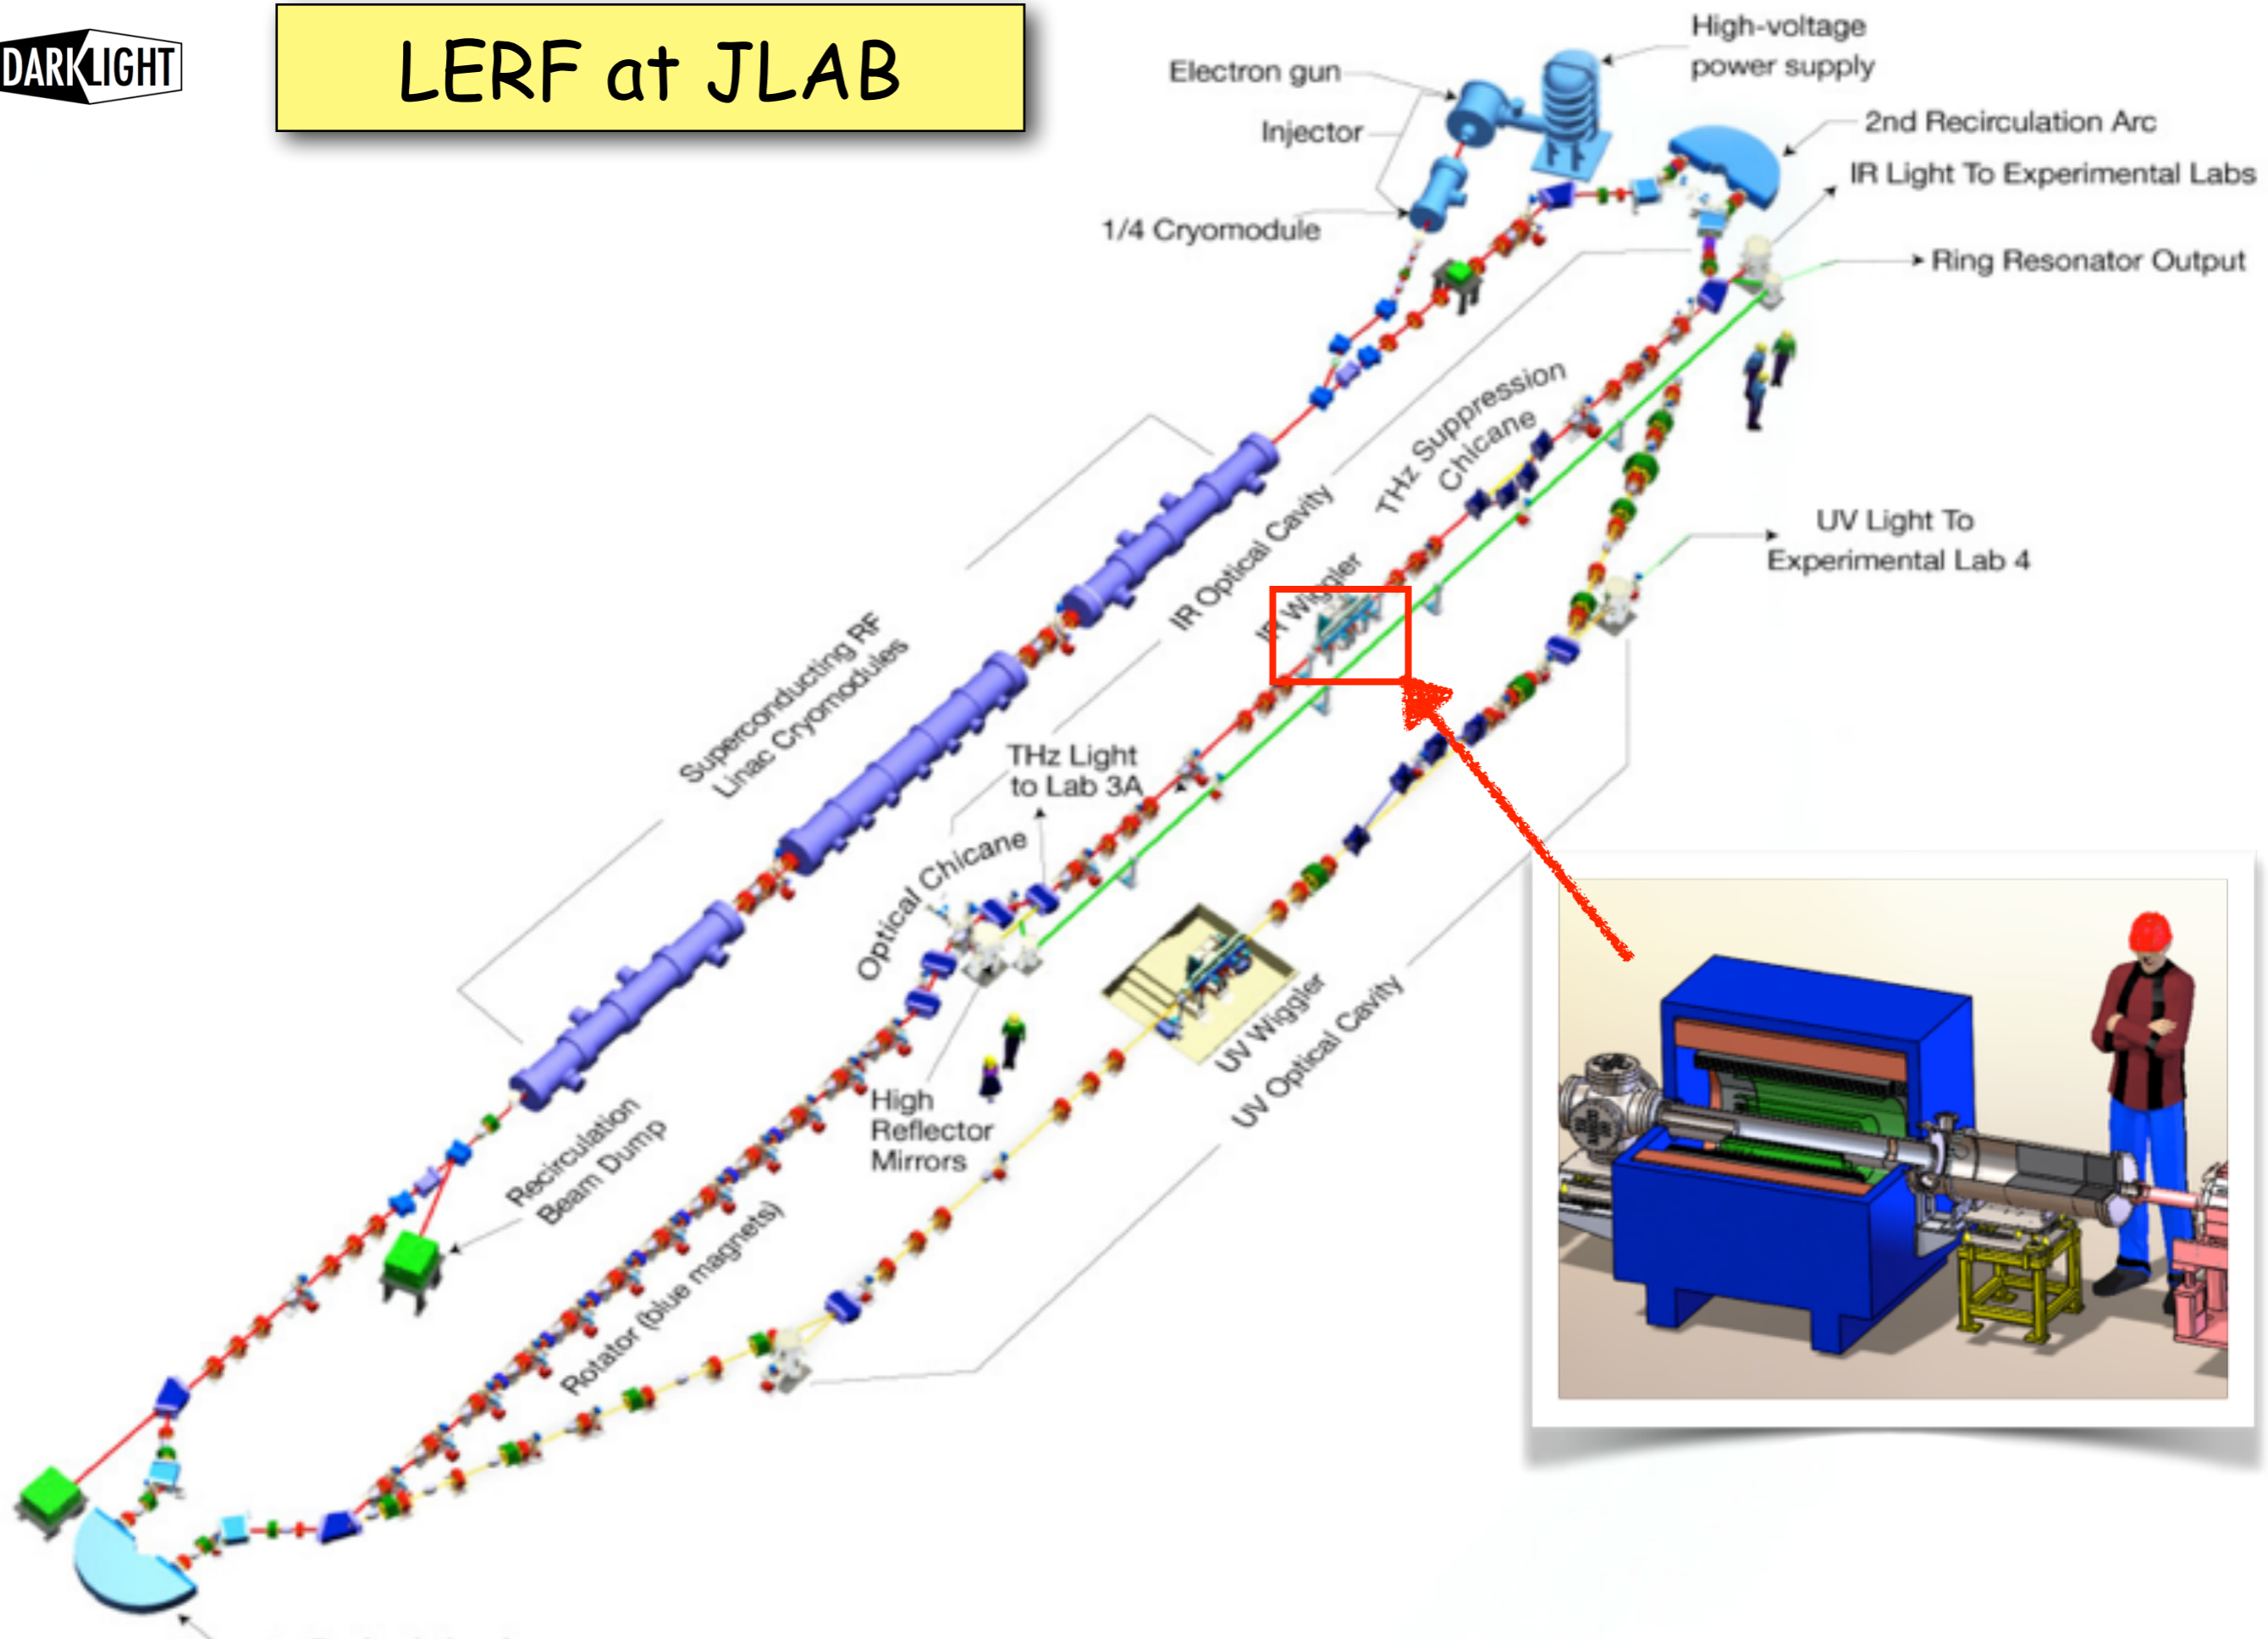 DARKLIGHT
LERF at JLAB
High-voltage
power supply
Electron gun
Injector
2nd Recirculation Arc
IR Light To Experimental Labs
1/4 Cryomodule
Ring Resonator Output
THz Suppression
Chicane
IR Optical Cavity
UV Light To
Experimental Lab 4
IR Wiggler
Superconducting RF
Linac Cryomodules
THz Light
to Lab 3A
Optical Chicane
UV Wiggler
UV Optical Cavity
High
Reflector
Mirrors
Recirculation
Beam Dump
Rotator (blue magnets)